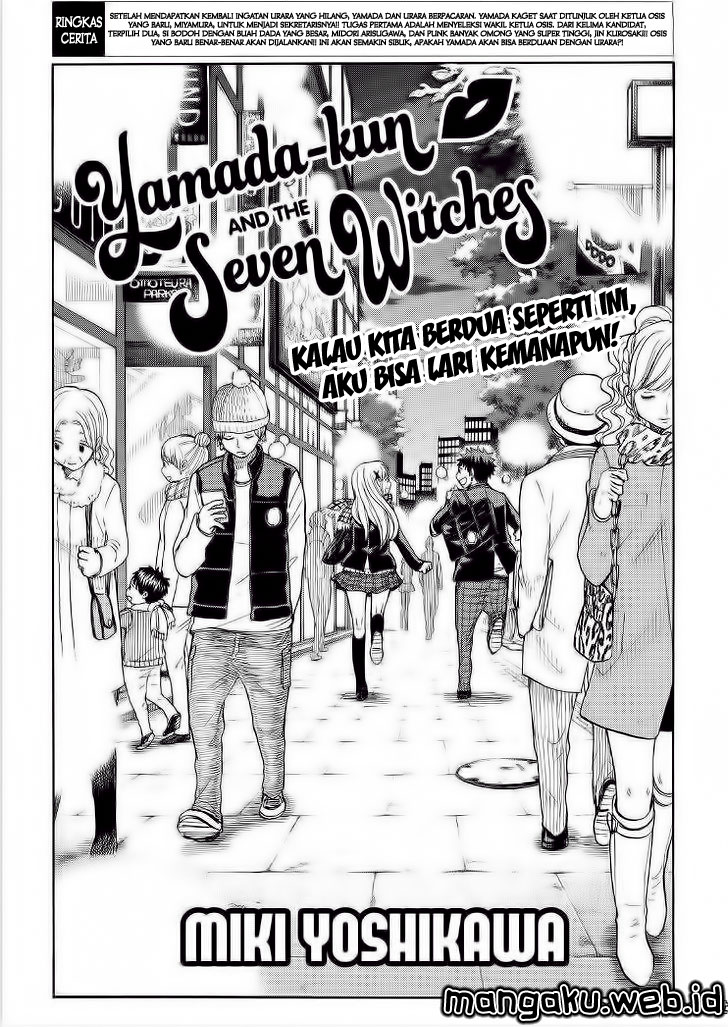 RINGKAS
CERITA
SETELAH MENDAPATKAN KEMBALI INGATAN URARA YANG HILANG, YAMADA DAN URARA BERPACARAN. YAMADA KAGET SAAT DITUNJUK OLEH KETUA OSIS
YANG BARU, MIYAMURA, UNTUK MENJADI SEKRETARISNYA!! TUGAS PERTAMA ADALAH MENYELEKSI WAKIL KETUA OSIS. DARI KELIMA KANDIDAT,
TERPILIH DUA, SI BODOH DENGAN BUAH DADA YANG BESAR, MIDORI ARISUGAWA, DAN PUNK BANYAK OMONG YANG SUPER TINGGI, JIN KUROSAKI!! OSIS
YANG BARU BENAR-BENAR AKAN DIJALANKAN!! INI AKAN SEMAKIN SIBUK, APAKAH YAMADA AKAN BISA BERDUAAN DENGAN URARA?!
Yamada-kun
AND THE
Seven Witches
OMOTEURA
PARK
DODO
KALAU KITA BERDUA SEPERTI INI,
AKU BISA LARI KEMANAPUN!
MIKI YOSHIKAWA
mangaku.web.id